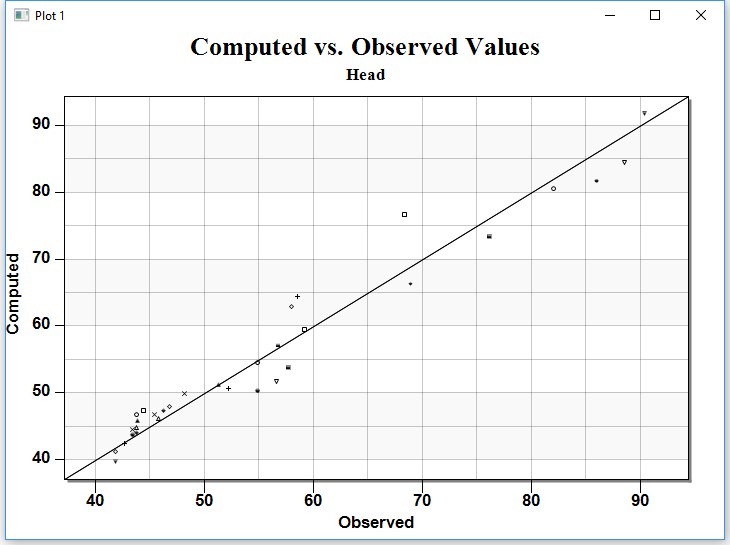 Plot 1
Computed vs. Observed Values
Head
90
80
70
60
50
40
Computed
40 50 60 70 80 90
Observed